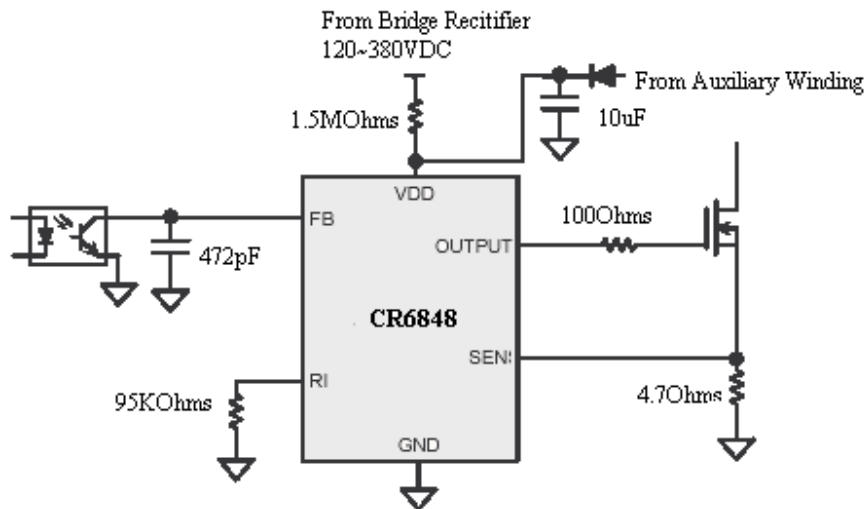 From Bridge Recitifier
120~380VDC
From Auxiliary Winding
1.5MOhms
10uF
VDD
FB
100Ohms
OUTPUT
472pF
CR6848
SEN
RI
95KOhms
4.7Ohms
GND